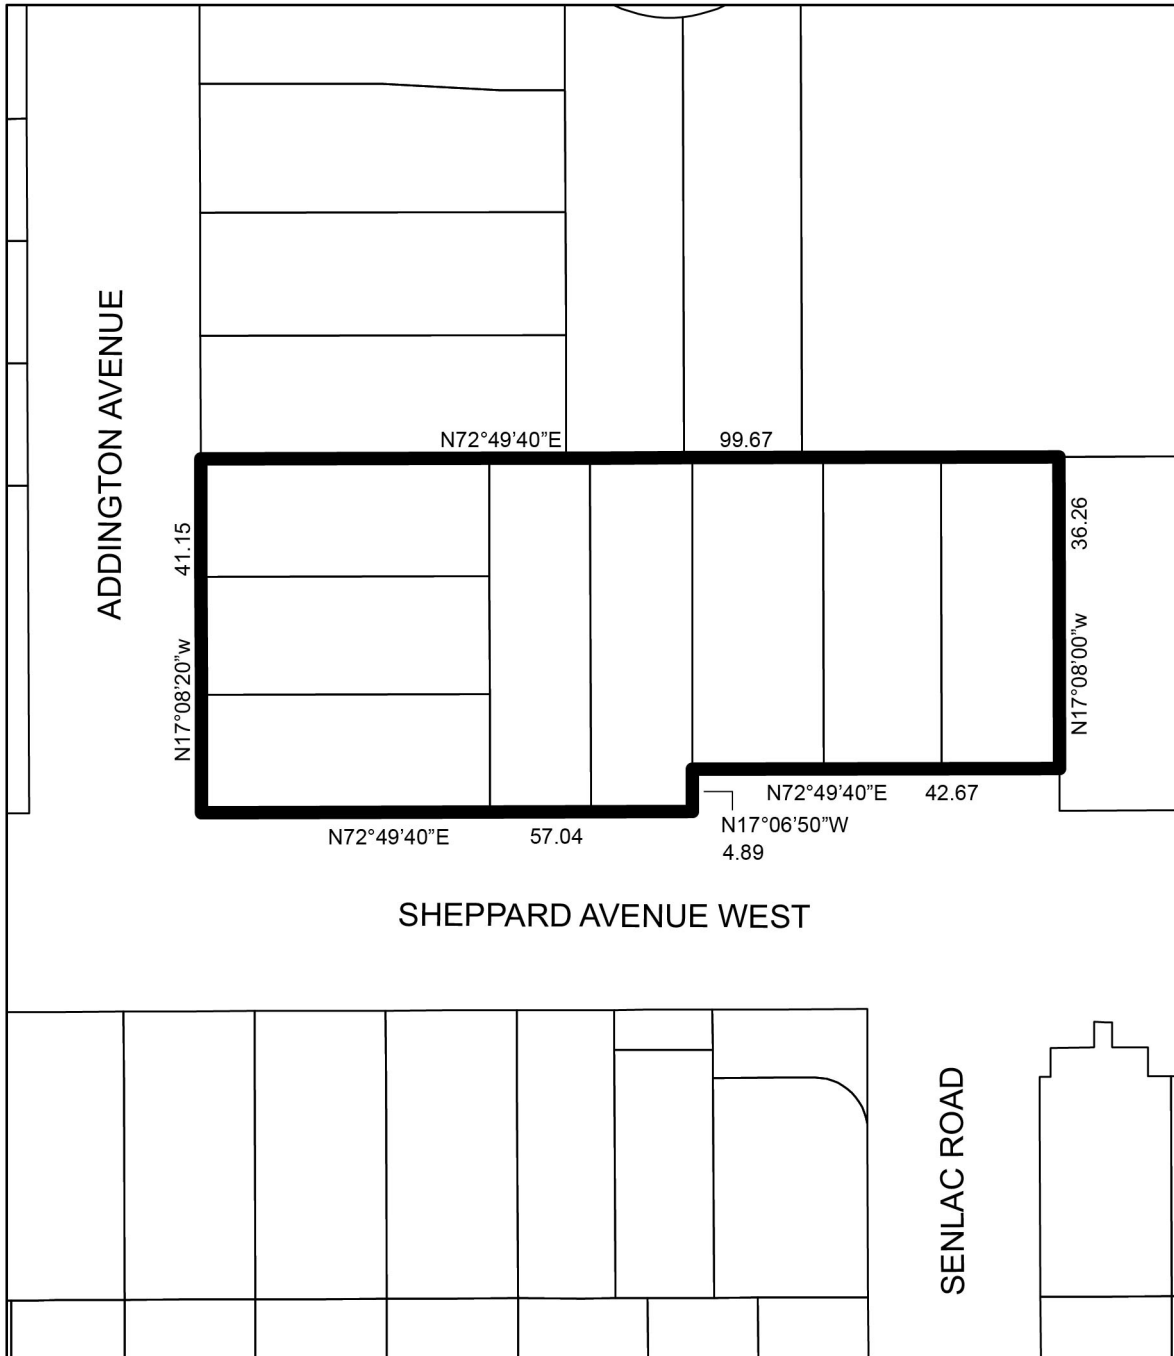 ADDINGTON AVENUE
N72°49'40”E
99.67
41.15
N17°08'20”w
36.26
N17°08'00”w
N72°49'40”E
57.04
N72°49'40”E
42.67
N17°06'50”W
4.89
SHEPPARD AVENUE WEST
SENLAC ROAD